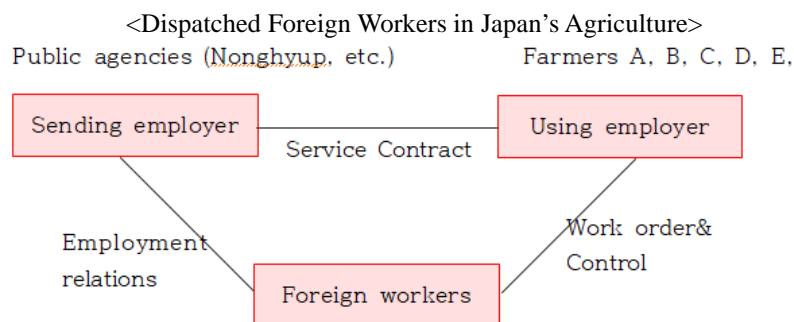 <Dispatched Foreign Workers in Japan's Agriculture>
Public agencies (Nonghyup, etc.)
Farmers A, B, C, D, E,
Sending employer
Using employer
Service Contract
Employment
relations
Work order&
Control
Foreign workers